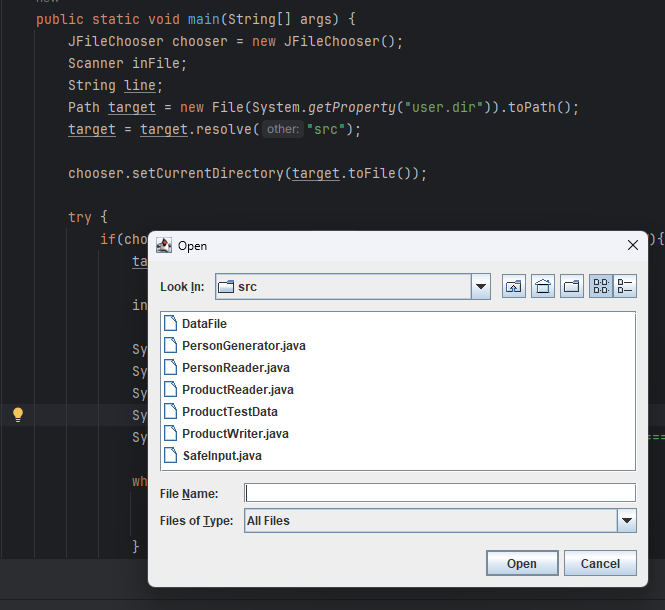 new
public static void main(String[] args) {
JFileChooser chooser = new JFileChooser();
Scanner inFile;
String line;
Path target = new File(System.getProperty("user.dir")).toPath();
target = target.resolve( other: "src");
chooser.setCurrentDirectory(target.toFile());
try {
if(cho
){
ta
in
Sy
Sy
Sy
Sy
Sy
wh
}
Open
Look In:
src
DataFile
PersonGenerator.java
PersonReader.java
ProductReader.java
ProductTestData
ProductWriter.java
SafeInput.java
File Name:
Files of Type:
All Files
Open
Cancel